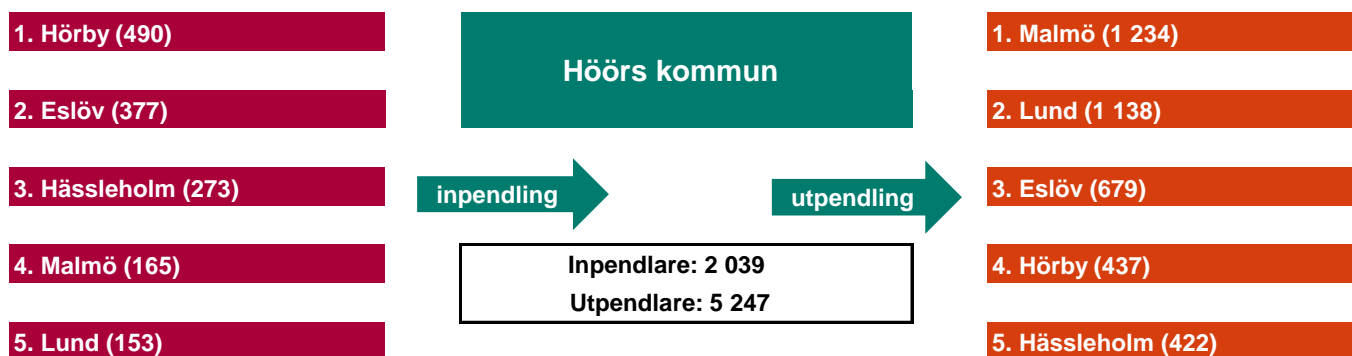 1. Hörby (490)
2. Eslöv (377)
3. Hässleholm (273)
4. Malmö (165)
5. Lund (153)
Höörs kommun
inpendling
utpendling
Inpendlare: 2 039
Utpendlare: 5 247
1. Malmö (1 234)
2. Lund (1 138)
3. Eslöv (679)
4. Hörby (437)
5. Hässleholm (422)